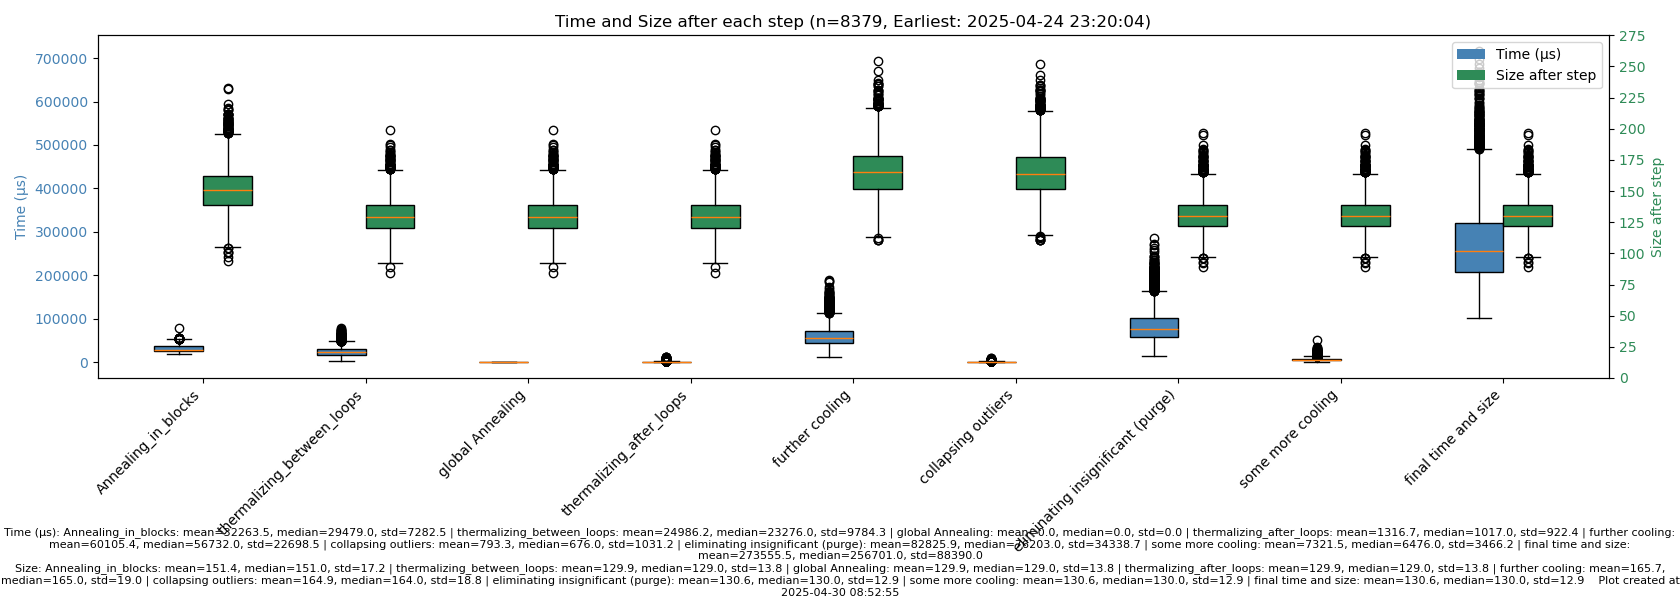 Time and Size after each step (n=8379, Earliest: 2025-04-24 23:20:04)
Time (µs)
Size after step
700000
600000
500000
400000
300000
200000
100000
0
Time (µs)
275
250
225
200
175
150
125
100
75
50
25
0
Size after step
Annealing_in_blocks
thermalizing_between_loops
global Annealing
thermalizing_after_loops
further cooling
collapsing outliers
eliminating insignificant (purge)
some more cooling
final time and size
Time (µs): Annealing_in_blocks: mean=32263.5, median=29479.0, std=7282.5 | thermalizing_between_loops: mean=24986.2, median=23276.0, std=9784.3 | global Annealing: mean=0.0, median=0.0, std=0.0 | thermalizing_after_loops: mean=1316.7, median=1017.0, std=922.4 | further cooling:
mean=60105.4, median=56732.0, std=22698.5 | collapsing outliers: mean=793.3, median=676.0, std=1031.2 | eliminating insignificant (purge): mean=82825.9, median=78203.0, std=34338.7 | some more cooling: mean=7321.5, median=6476.0, std=3466.2 | final time and size:
mean=273555.5, median=256701.0, std=88390.0
Size: Annealing_in_blocks: mean=151.4, median=151.0, std=17.2 | thermalizing_between_loops: mean=129.9, median=129.0, std=13.8 | global Annealing: mean=129.9, median=129.0, std=13.8 | thermalizing_after_loops: mean=129.9, median=129.0, std=13.8 | further cooling: mean=165.7,
median=165.0, std=19.0 | collapsing outliers: mean=164.9, median=164.0, std=18.8 | eliminating insignificant (purge): mean=130.6, median=130.0, std=12.9 | some more cooling: mean=130.6, median=130.0, std=12.9 | final time and size: mean=130.6, median=130.0, std=12.9 Plot created at
2025-04-30 08:52:55